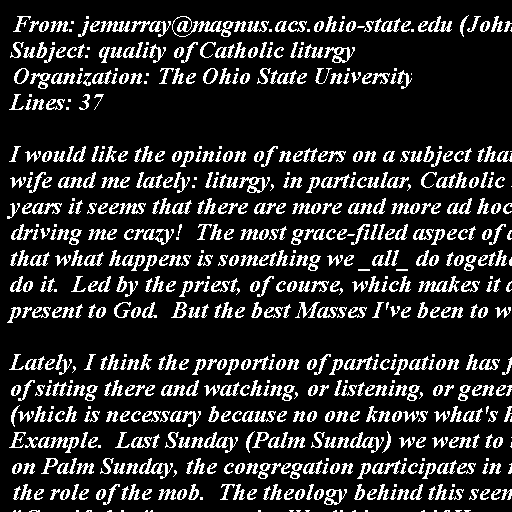 From: jemurray@magnus.acs.ohio-state.edu (John
Subject: quality of Catholic liturgy
Organization: The Ohio State University
Lines: 37
I would like the opinion of netters on a subject that
wife and me lately: liturgy, in particular, Catholic
years it seems that there are more and more ad hoc
driving me crazy! The most grace-filled aspect of
that what happens is something we _all_ do togethe
do it. Led by the priest, of course, which makes it
present to God. But the best Masses I've been to w
Lately, I think the proportion of participation has
of sitting there and watching, or listening, or gener
(which is necessary because no one knows what's
Example. Last Sunday (Palm Sunday) we went to
on Palm Sunday, the congregation participates in
the role of the mob. The theology behind this seem